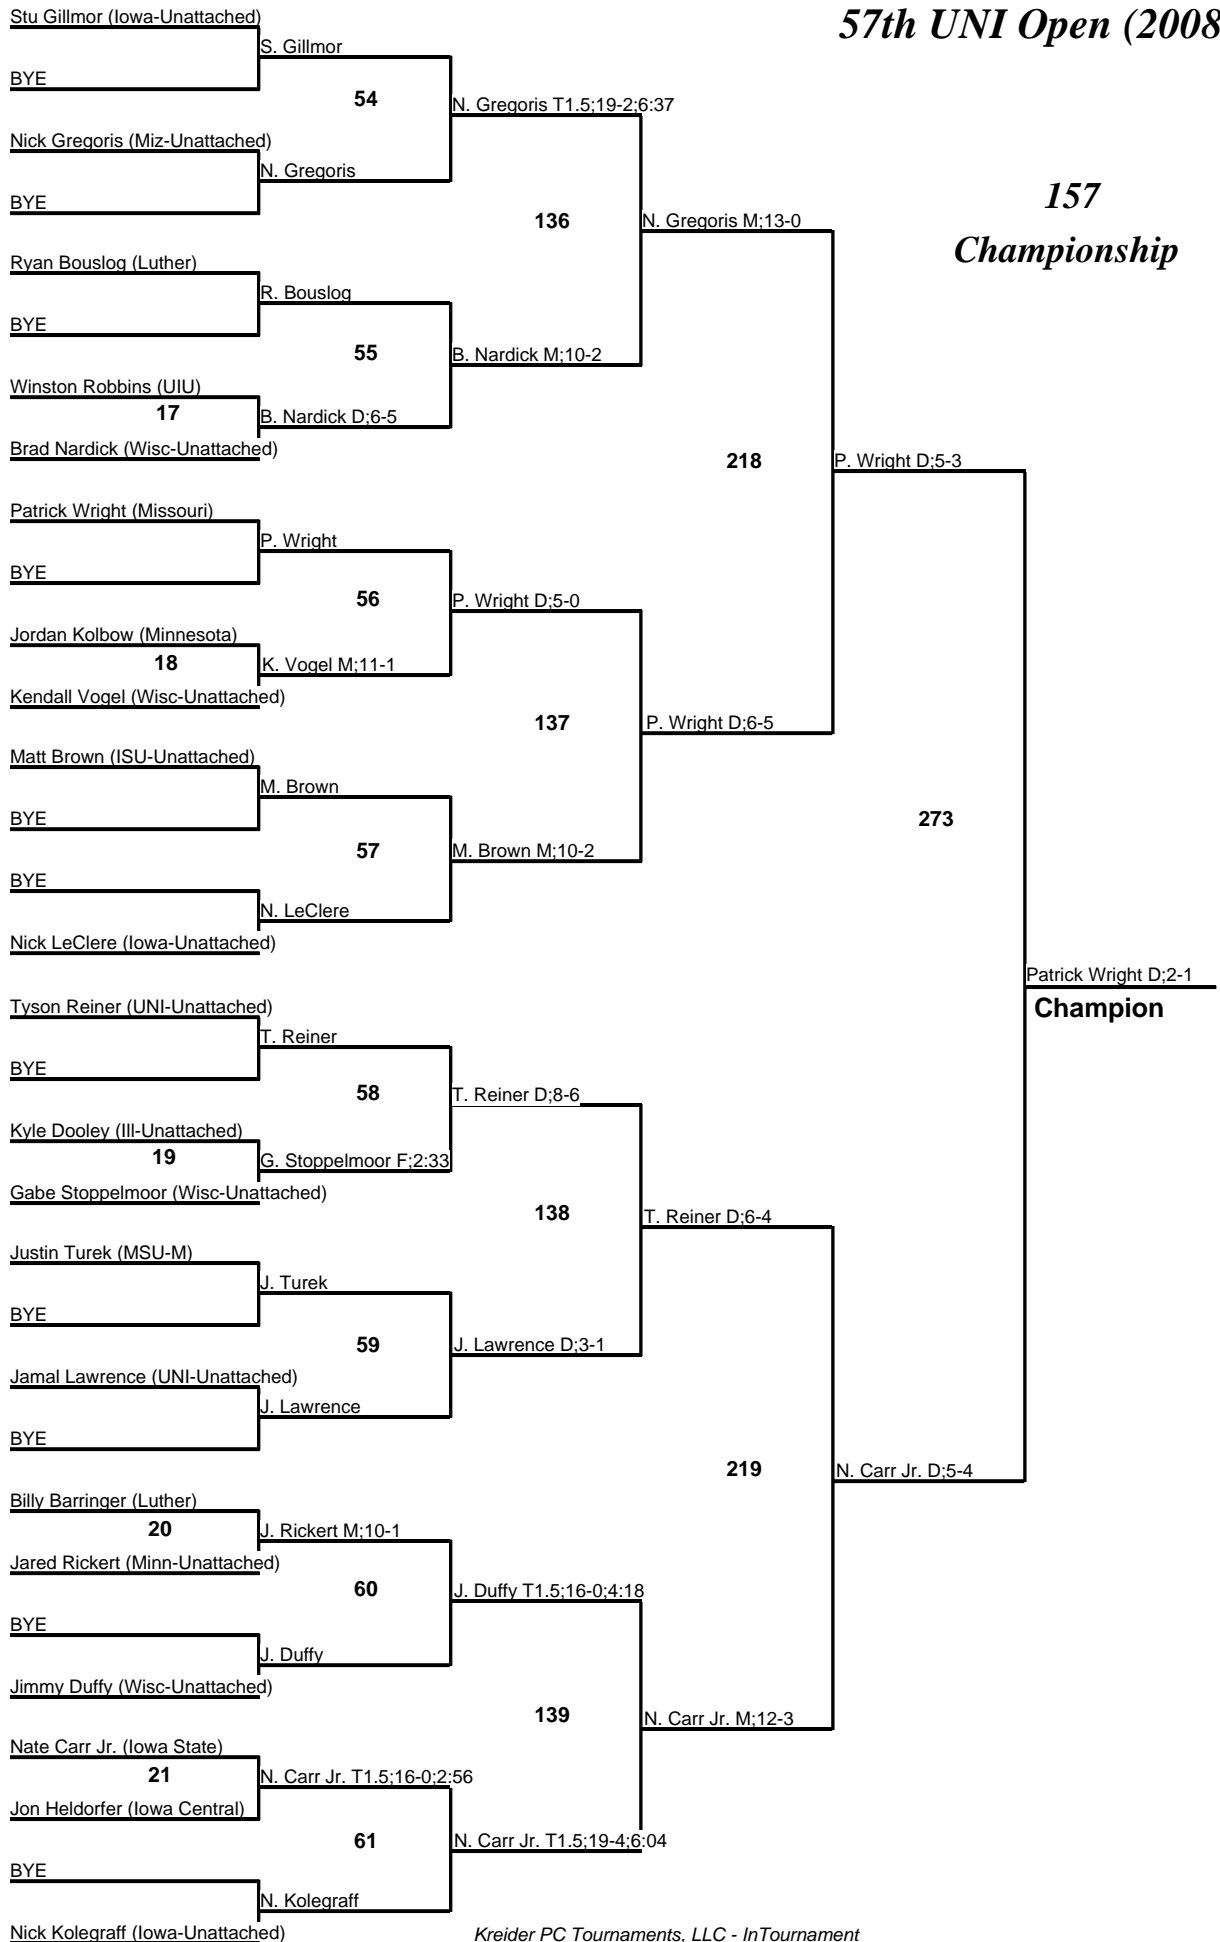 Stu Gillmor (Iowa-Unattached)
57th UNI Open (2008
S. Gillmor
BYE
54
N. Gregoris T1.5;19-2;6:37
Nick Gregoris (Miz-Unattached)
N. Gregoris
BYE
157
136
N. Gregoris M;13-0
Championship
Ryan Bouslog (Luther)
R. Bouslog
BYE
55
B. Nardick M;10-2
Winston Robbins (UIU)
17
B. Nardick D;6-5
Brad Nardick (Wisc-Unattached)
218
P. Wright D;5-3
Patrick Wright (Missouri)
P. Wright
BYE
56
P. Wright D;5-0
Jordan Kolbow (Minnesota)
18
K. Vogel M;11-1
Kendall Vogel (Wisc-Unattached)
137
P. Wright D;6-5
Matt Brown (ISU-Unattached)
M. Brown
BYE
273
57
M. Brown M;10-2
BYE
N. LeClere
Nick LeClere (Iowa-Unattached)
Patrick Wright D;2-1
Tyson Reiner (UNI-Unattached)
Champion
T. Reiner
BYE
58
T. Reiner D;8-6
Kyle Dooley (Ill-Unattached)
19
G. Stoppelmoor F;2:33
Gabe Stoppelmoor (Wisc-Unattached)
138
T. Reiner D;6-4
Justin Turek (MSU-M)
J. Turek
BYE
59
J. Lawrence D;3-1
Jamal Lawrence (UNI-Unattached)
J. Lawrence
BYE
219
N. Carr Jr. D;5-4
Billy Barringer (Luther)
20
J. Rickert M;10-1
Jared Rickert (Minn-Unattached)
60
J. Duffy T1.5;16-0;4:18
BYE
J. Duffy
Jimmy Duffy (Wisc-Unattached)
139
N. Carr Jr. M;12-3
Nate Carr Jr. (Iowa State)
21
N. Carr Jr. T1.5;16-0;2:56
Jon Heldorfer (Iowa Central)
61
N. Carr Jr. T1.5;19-4;6:04
BYE
N. Kolegraff
Nick Kolegraff (Iowa-Unattached)
Kreider PC Tournaments, LLC - InTournament